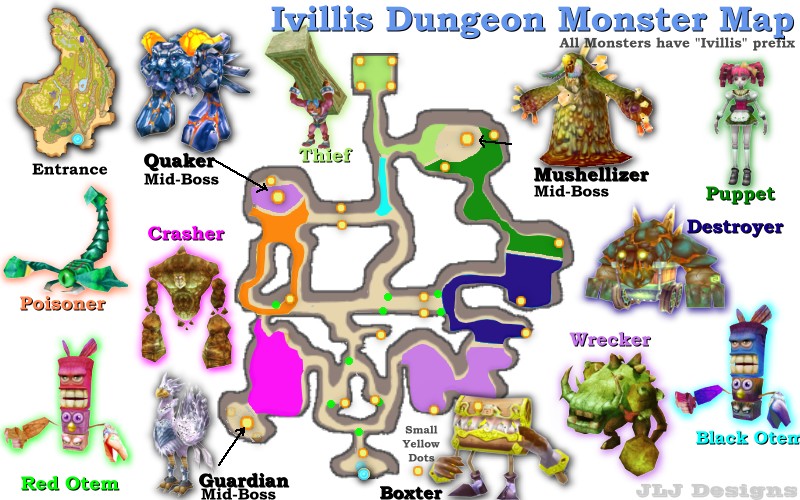 Ivillis Dungeon Monster Map
All Monsters have "Ivillis" prefix
Entrance
Quaker
Mid-Boss
Thief
Mushellizer
Mid-Boss
Puppet
Crasher
Destroyer
Poisoner
Wrecker
Red Otem
Guardian
Mid-Boss
Small
Yellow
Dots
Boxter
Black Otem
JLJ Designs